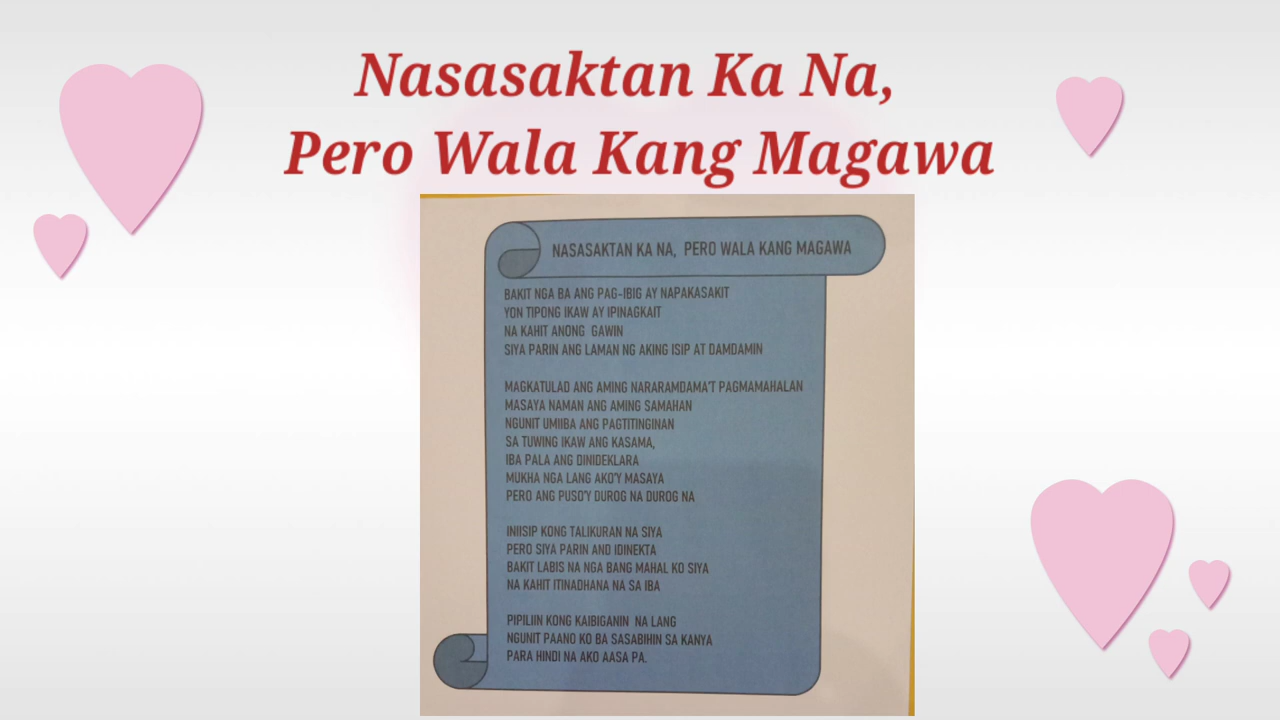 Nasasaktan Ka Na,
Pero Wala Kang Magawa
NASASAKTAN KA NA, PERO WALA KANG MAGAWA
BAKIT NGA BA ANG PAG-IBIG AY NAPAKASAKIT
YON TIPONG IKAW AY IPINAGKAIT
NA KAHIT ANONG GAWIN
SIYA PARIN ANG LAMAN NG AKING ISIP AT DAMDAMIN
MAGKATULAD ANG AMING NARARAMDAMA'T PAGMAMAHALAN
MASAYA NAMAN ANG AMING SAMAHAN
NGUNIT UMIIBA ANG PAGTITINGINAN
SA TUWING IKAW ANG KASAMA,
IBA PALA ANG DINIDEKLARA
MUKHA NGA LANG AKO'Y MASAYA
PERO ANG PUSO'Y DUROG NA DUROG NA
INIISIP KONG TALIKURAN NA SIYA
PERO SIYA PARIN AND IDINEKTA
BAKIT LABIS NA NGA BANG MAHAL KO SIYA
NA KAHIT ITINADHANA NA SA IBA
PIPILIIN KONG KAIBIGANIN NA LANG
NGUNIT PAANO KO BA SASABIHIN SA KANYA
PARA HINDI NA AKO AASA PA.